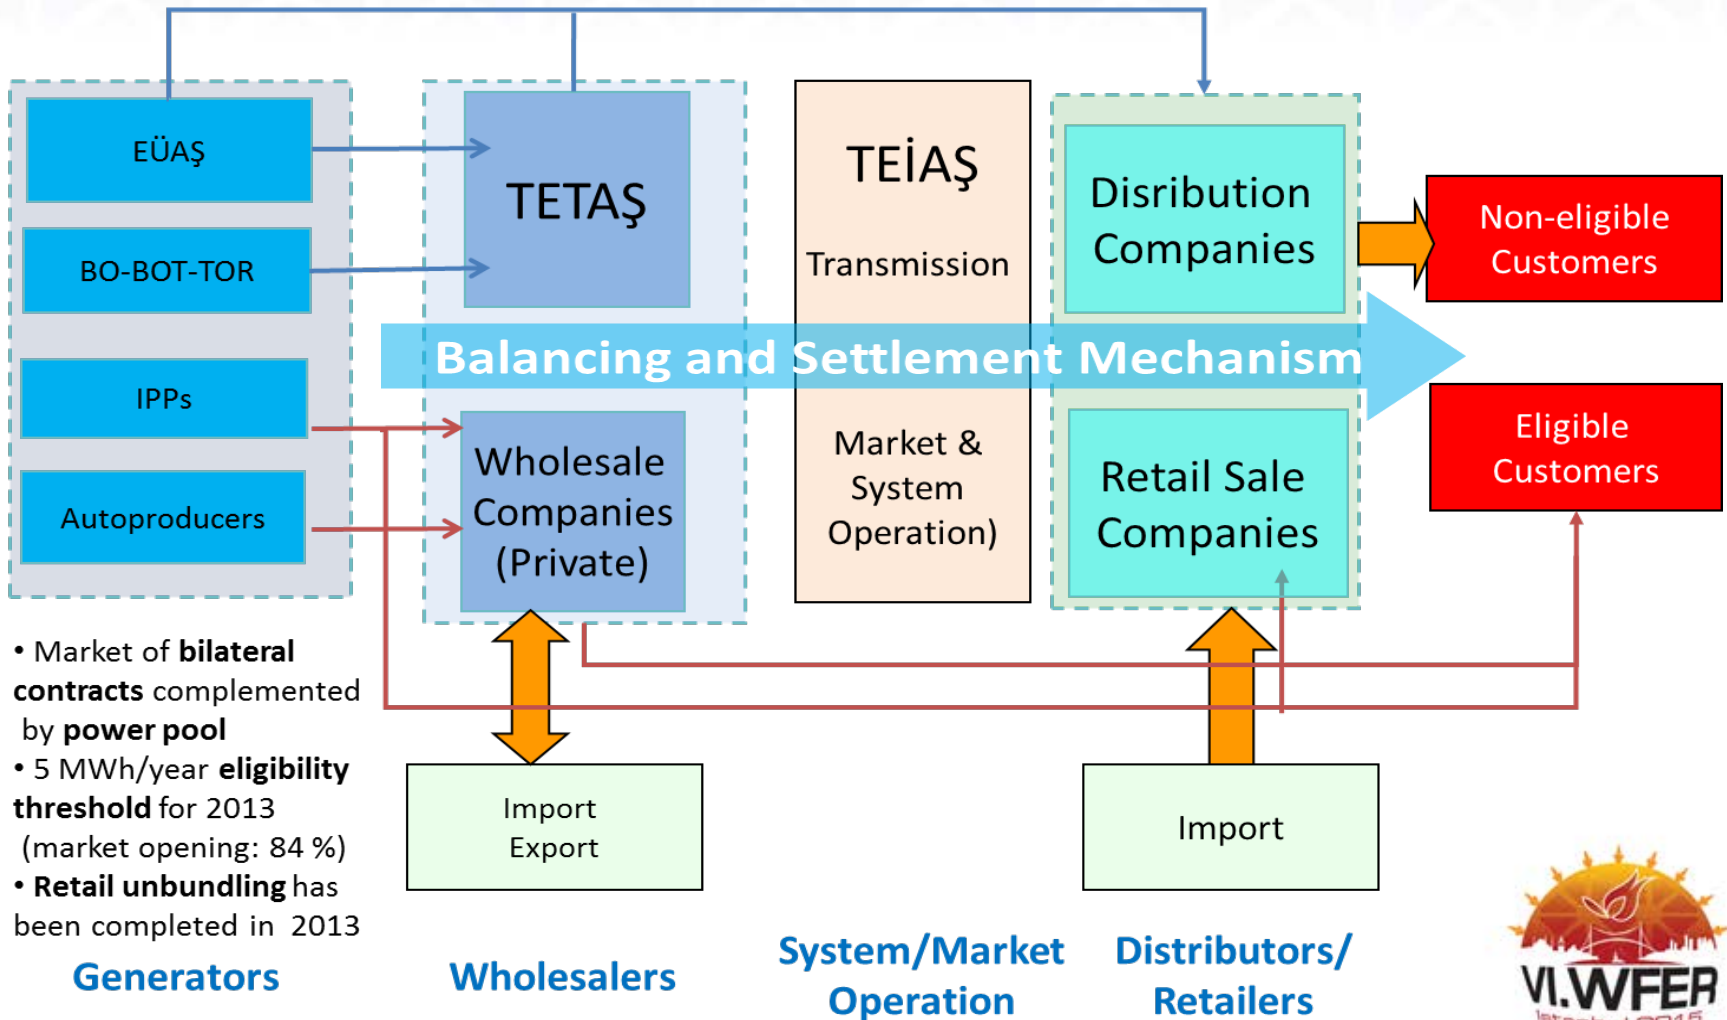 EÜAŞ
BO-BOT-TOR
IPPs
Autoproducers
TETAŞ
Wholesale
Companies
(Private)
TEİAŞ
Transmission
Market &
System
Operation)
Disribution
Companies
Retail Sale
Companies
Non-eligible
Customers
Eligible
Customers
Balancing and Settlement Mechanism
• Market of bilateral
contracts complemented
by power pool
• 5 MWh/year eligibility
threshold for 2013
(market opening: 84 %)
• Retail unbundling has
been completed in 2013
Import
Export
Import
Generators
Wholesalers
System/Market
Operation
Distributors/
Retailers
VI.WFER